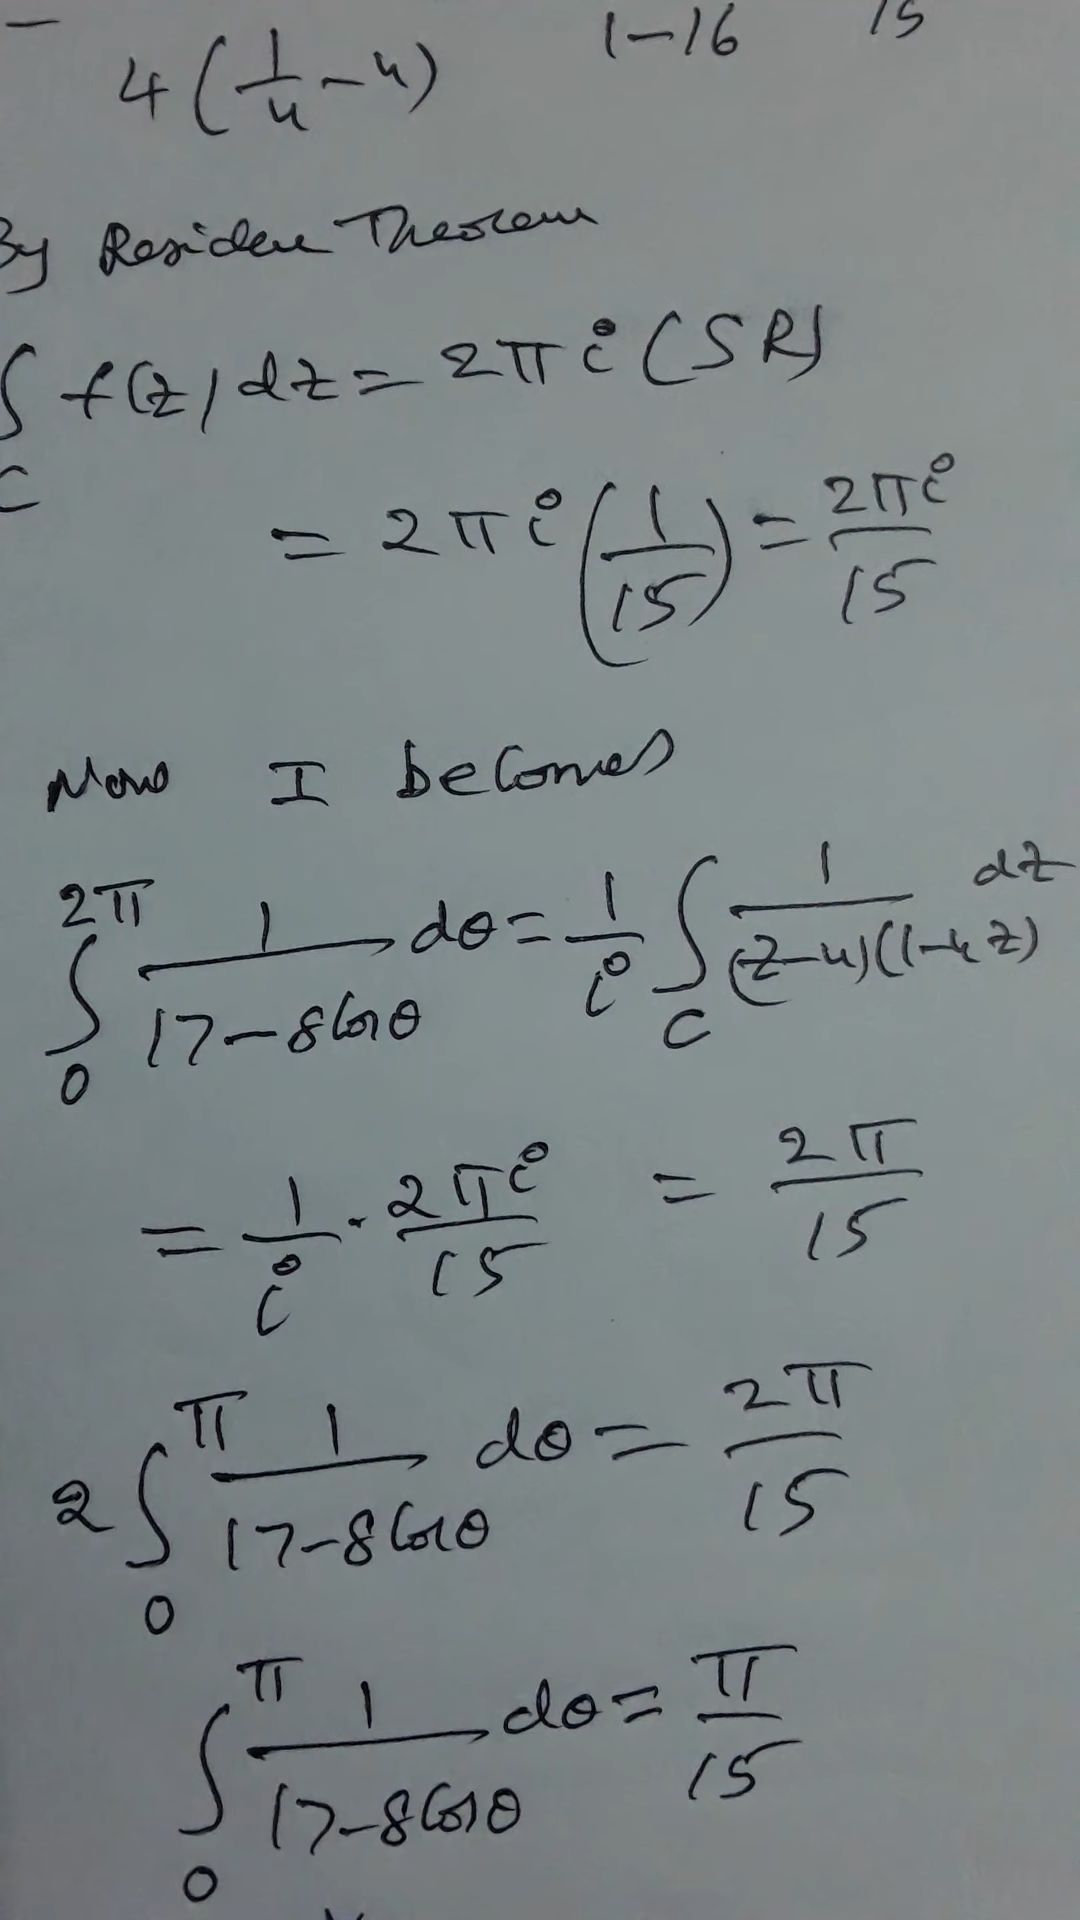 4(1/4 - 4) 1-16 15
By Residue Theorem
∫_C f(z) dz = 2πi (SR)
= 2πi (1/15) = 2πi/15
Now I becomes
∫_0^{2π} 1/(17-8cosθ) dθ = 1/i ∫_C 1/((z-4)(1-4z)) dz
= 1/i · 2πi/15 = 2π/15
2 ∫_0^π 1/(17-8cosθ) dθ = 2π/15
∫_0^π 1/(17-8cosθ) dθ = π/15